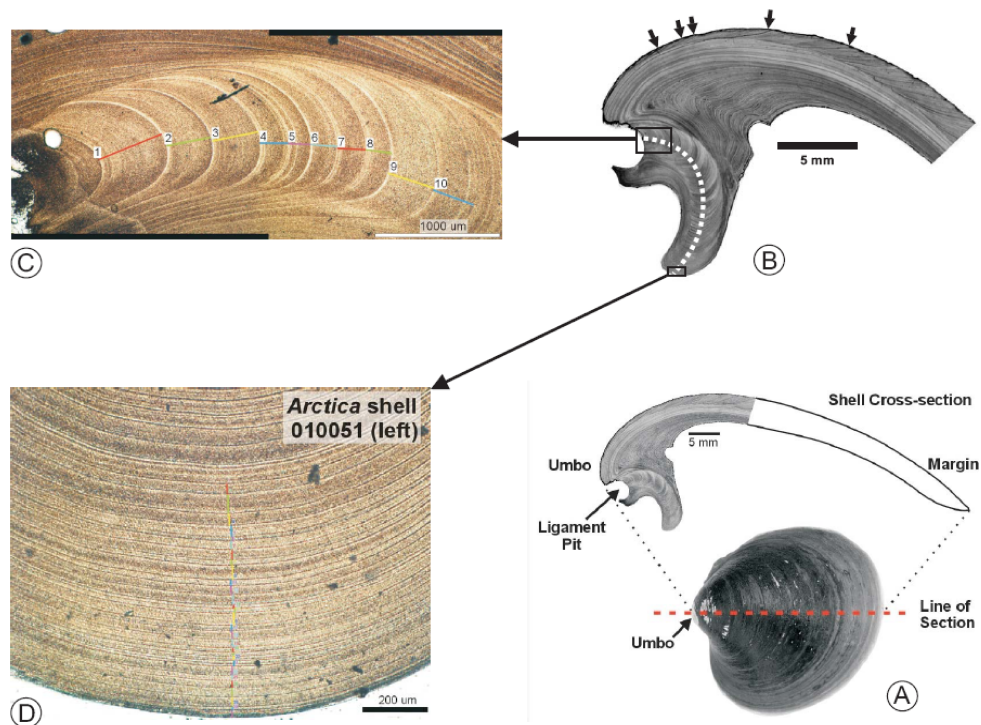 1
2
3
4
5
6
7
8
9
10
1000 um
C
5 mm
B
Arctica shell
010051 (left)
200 um
D
Shell Cross-section
5 mm
Umbo
Margin
Ligament
Pit
Line of
Section
Umbo
A